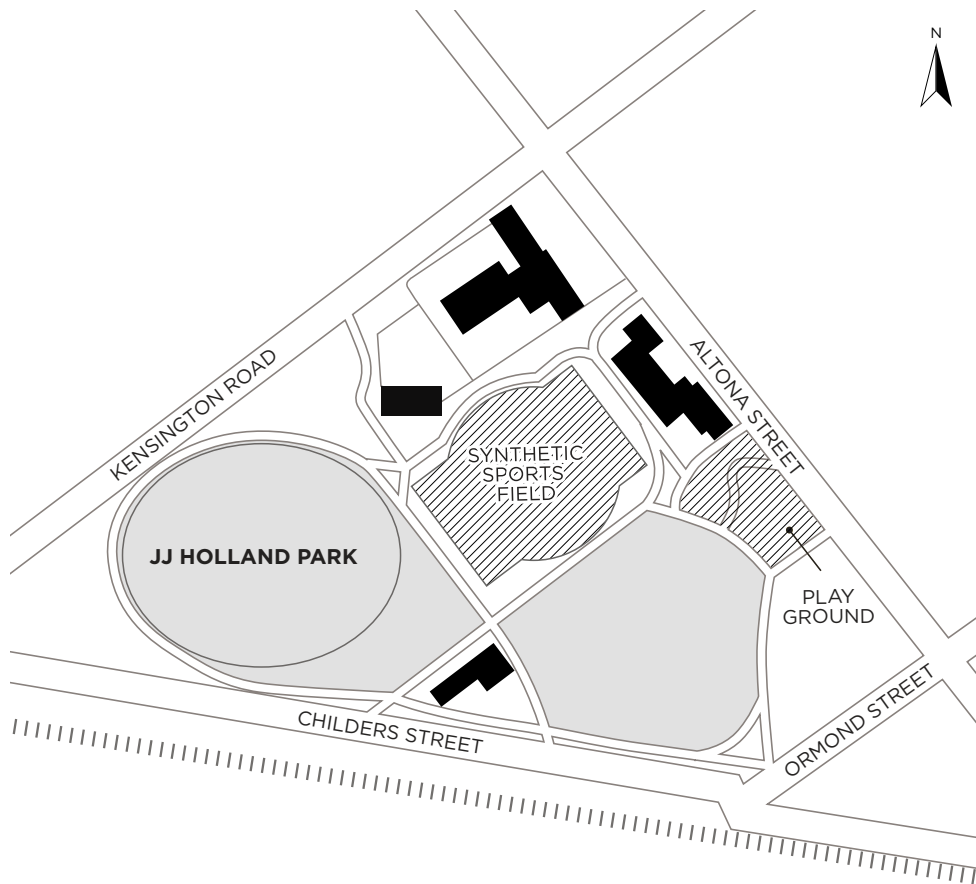 N
KENSINGTON ROAD
ALTONA STREET
SYNTHETIC
SPORTS
FIELD
JJ HOLLAND PARK
PLAY
GROUND
CHILDERS STREET
ORMOND STREET